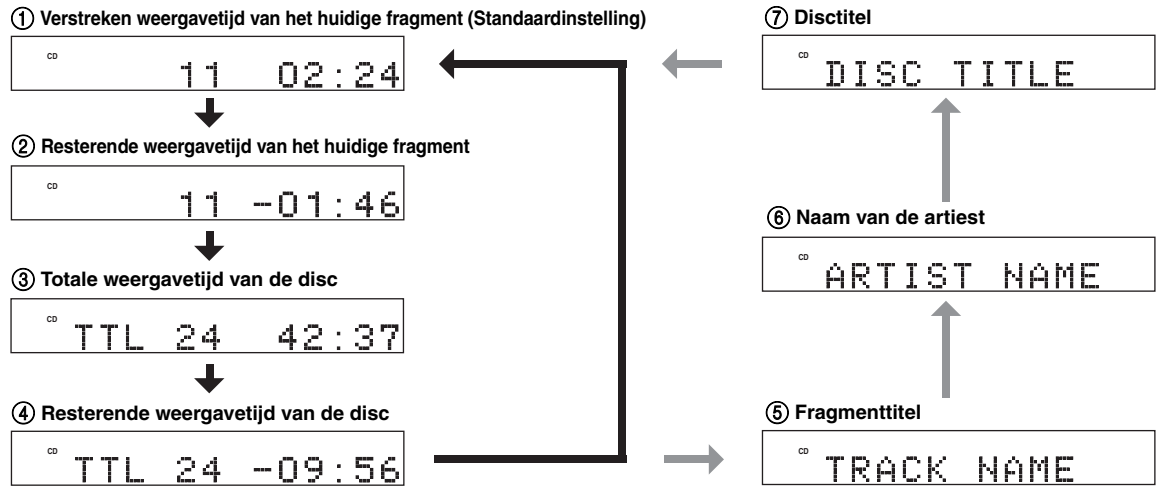 ① Verstreken weergavetijd van het huidige fragment (Standaardinstelling)
CD
11 02:24
② Resterende weergavetijd van het huidige fragment
CD
11 -01:46
③ Totale weergavetijd van de disc
CD
TTL 24 42:37
④ Resterende weergavetijd van de disc
CD
TTL 24 -09:56
⑤ Fragmenttitel
CD
TRACK NAME
⑥ Naam van de artiest
CD
ARTIST NAME
⑦ Disctitel
CD
DISC TITLE